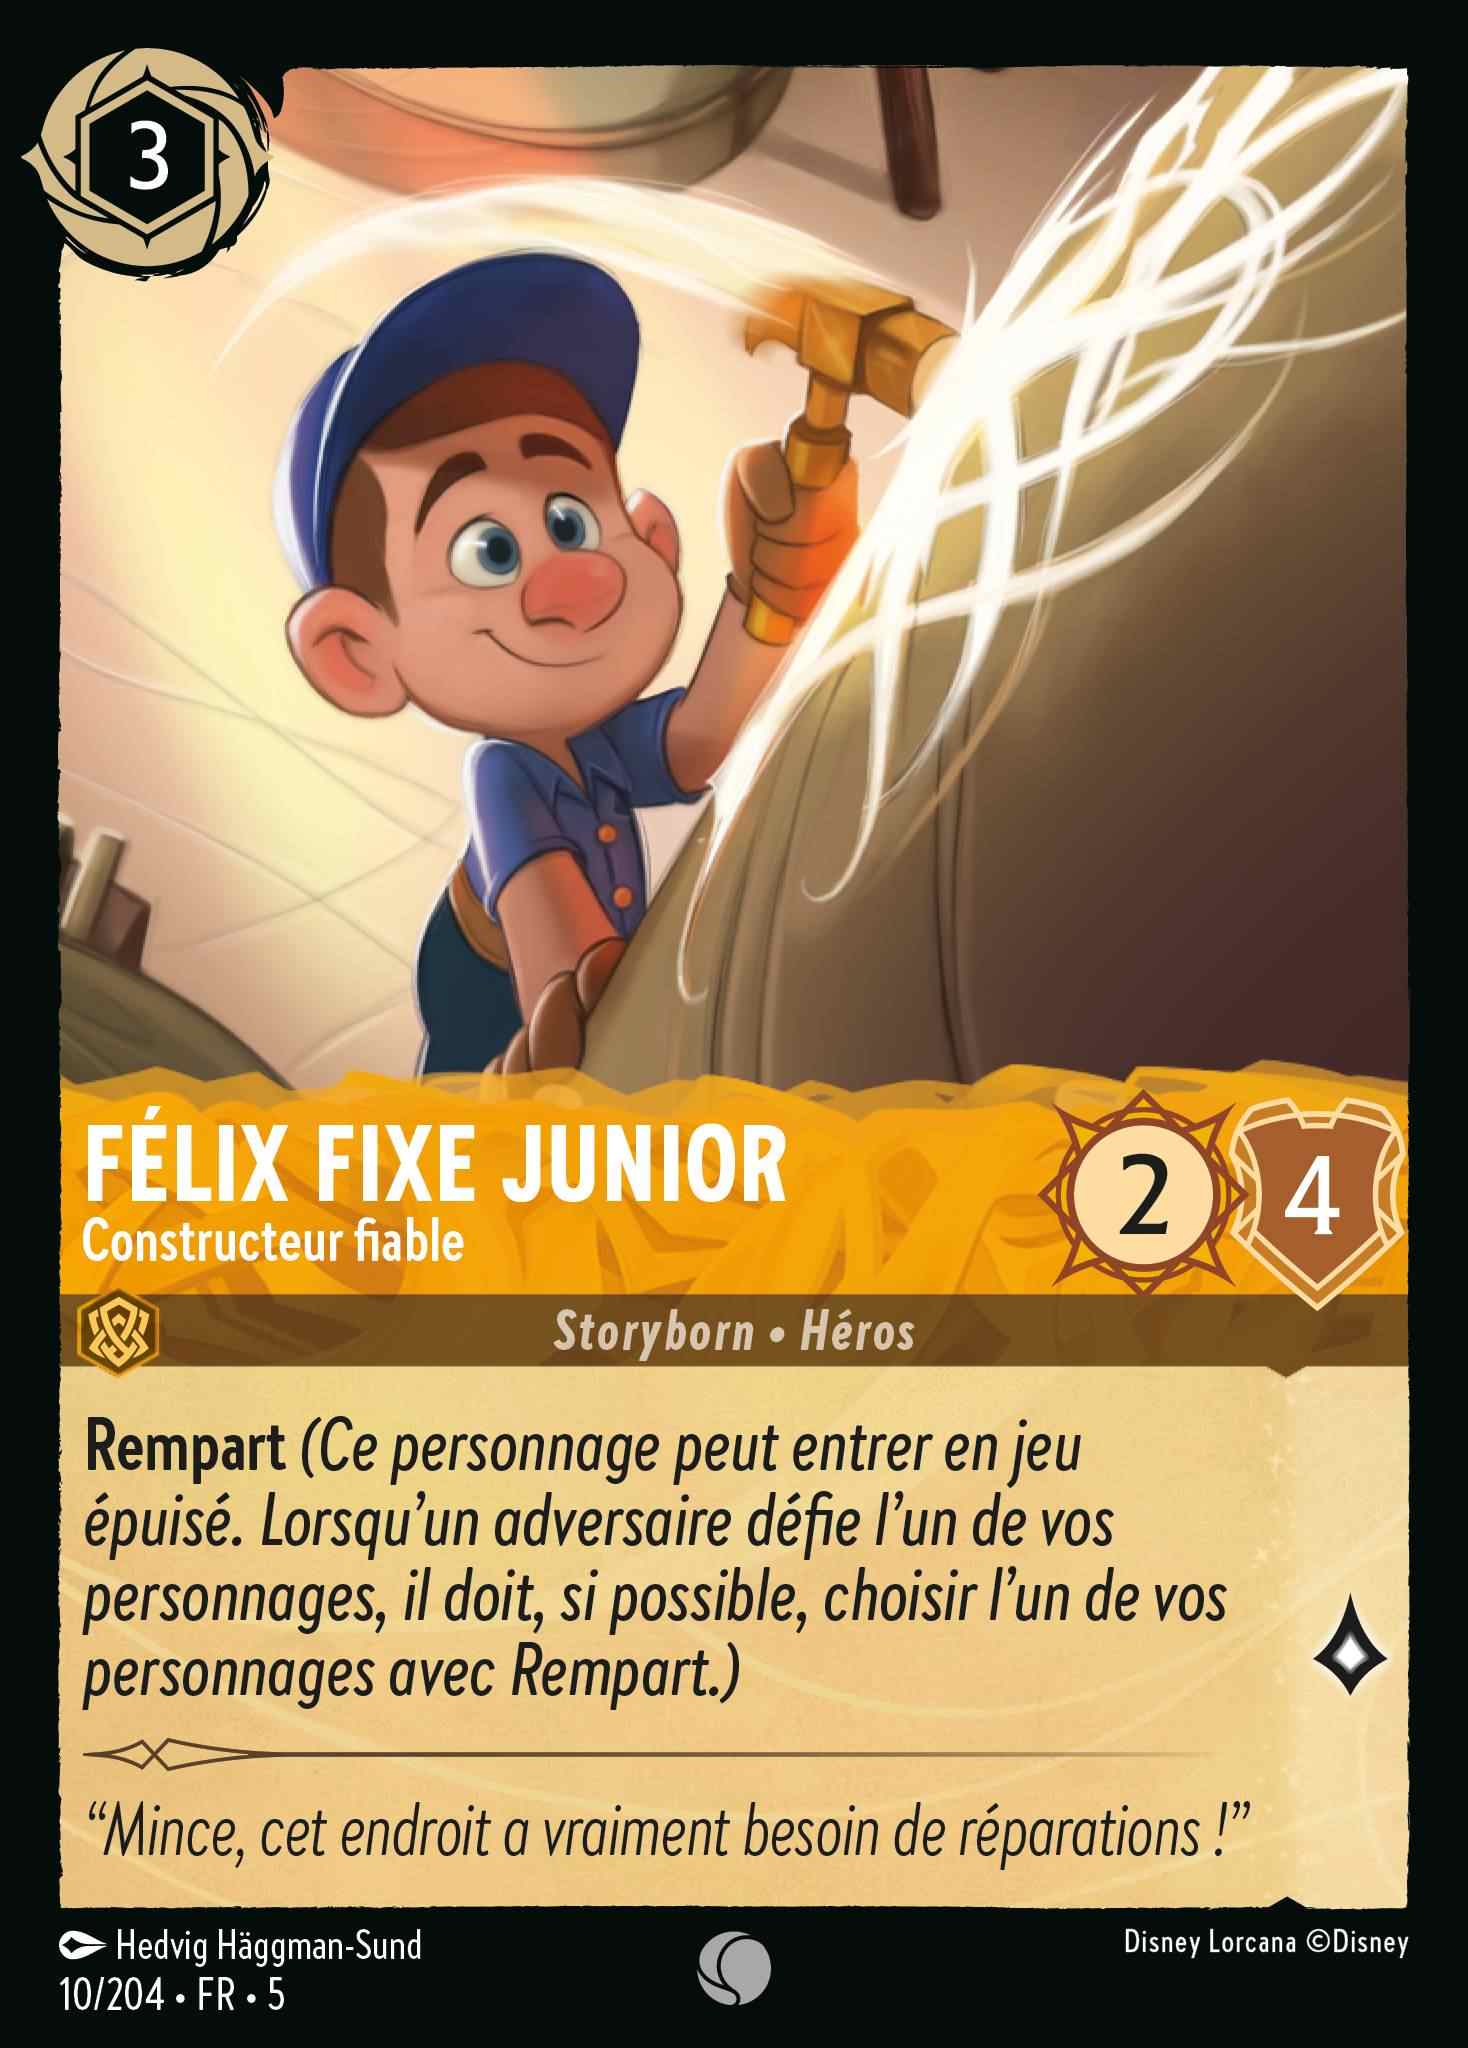 3
FÉLIX FIXE JUNIOR
Constructeur fiable
2
4
Storyborn • Héros
Rempart (Ce personnage peut entrer en jeu
épuisé. Lorsqu’un adversaire défie l’un de vos
personnages, il doit, si possible, choisir l’un de vos
personnages avec Rempart.)
“Mince, cet endroit a vraiment besoin de réparations !”
Hedvig Häggman-Sund
Disney Lorcana ©Disney
10/204 • FR • 5